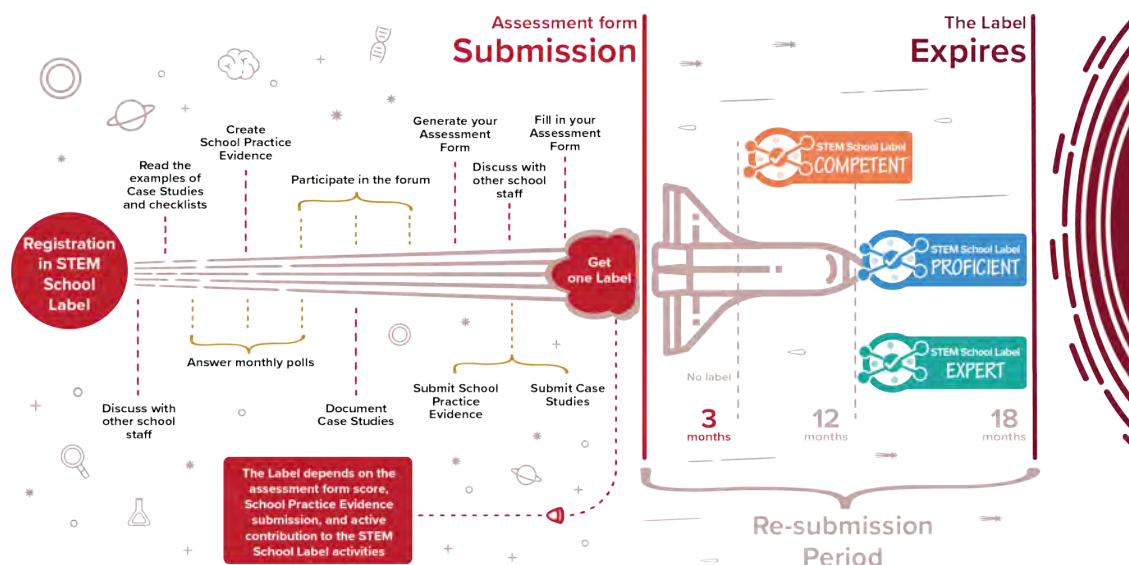 Assessment form
Submission
The Label
Expires
Create
School Practice
Evidence
Generate your
Assessment
Form
Fill in your
Assessment
Form
Read the
examples of
Case Studies
and checklists
Participate in the forum
Discuss with
other school
staff
STEM School Label
COMPETENT
Registration
in STEM
School
Label
Get
one Label
STEM School Label
PROFICIENT
STEM School Label
EXPERT
Answer monthly polls
Discuss with
other school
staff
Document
Case Studies
Submit School
Practice
Evidence
Submit Case
Studies
No label
3
months
12
months
18
months
The Label depends on the
assessment form score,
School Practice Evidence
submission, and active
contribution to the STEM
School Label activities
Re-submission
Period